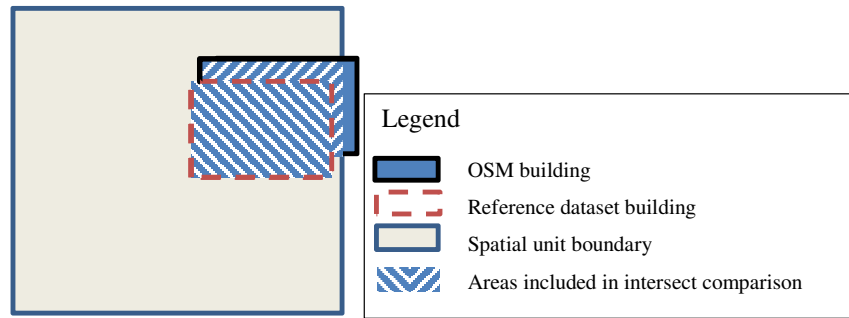 Legend
OSM building
Reference dataset building
Spatial unit boundary
Areas included in intersect comparison